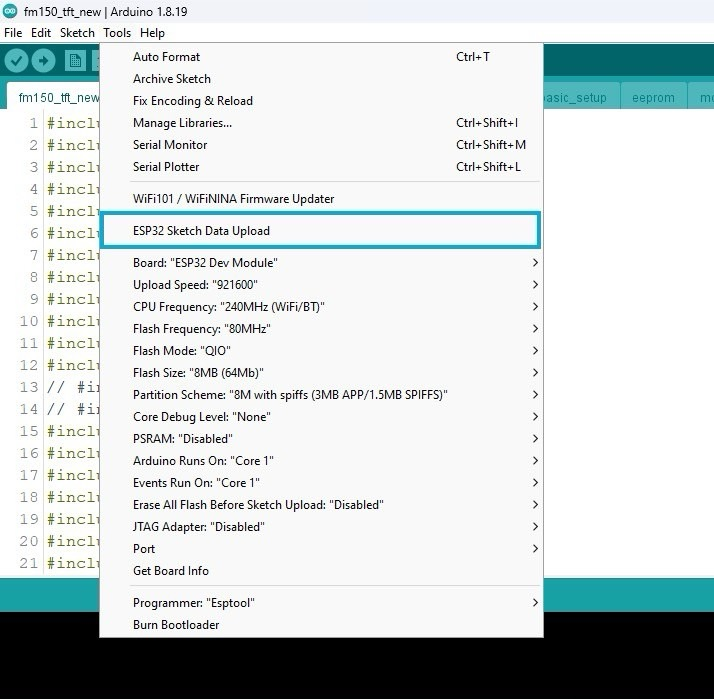 fm150_tft_new | Arduino 1.8.19
File Edit Sketch Tools Help
fm150_tft_new
eeprom
Auto Format Ctrl+T
Archive Sketch
Fix Encoding & Reload
Manage Libraries... Ctrl+Shift+I
Serial Monitor Ctrl+Shift+M
Serial Plotter Ctrl+Shift+L
WiFi101 / WiFiNINA Firmware Updater
ESP32 Sketch Data Upload
Board: "ESP32 Dev Module"
Upload Speed: "921600"
CPU Frequency: "240MHz (WiFi/BT)"
Flash Frequency: "80MHz"
Flash Mode: "QIO"
Flash Size: "8MB (64Mb)"
Partition Scheme: "8M with spiffs (3MB APP/1.5MB SPIFFS)"
Core Debug Level: "None"
PSRAM: "Disabled"
Arduino Runs On: "Core 1"
Events Run On: "Core 1"
Erase All Flash Before Sketch Upload: "Disabled"
JTAG Adapter: "Disabled"
Port
Get Board Info
Programmer: "Esptool"
Burn Bootloader
1 #inclu
2 #inclu
3 #inclu
4 #inclu
5 #inclu
6 #inclu
7 #inclu
8 #inclu
9 #inclu
10 #inclu
11 #inclu
12 #inclu
13 // #i
14 // #i
15 #inclu
16 #inclu
17 #inclu
18 #inclu
19 #inclu
20 #inclu
21 #inclu